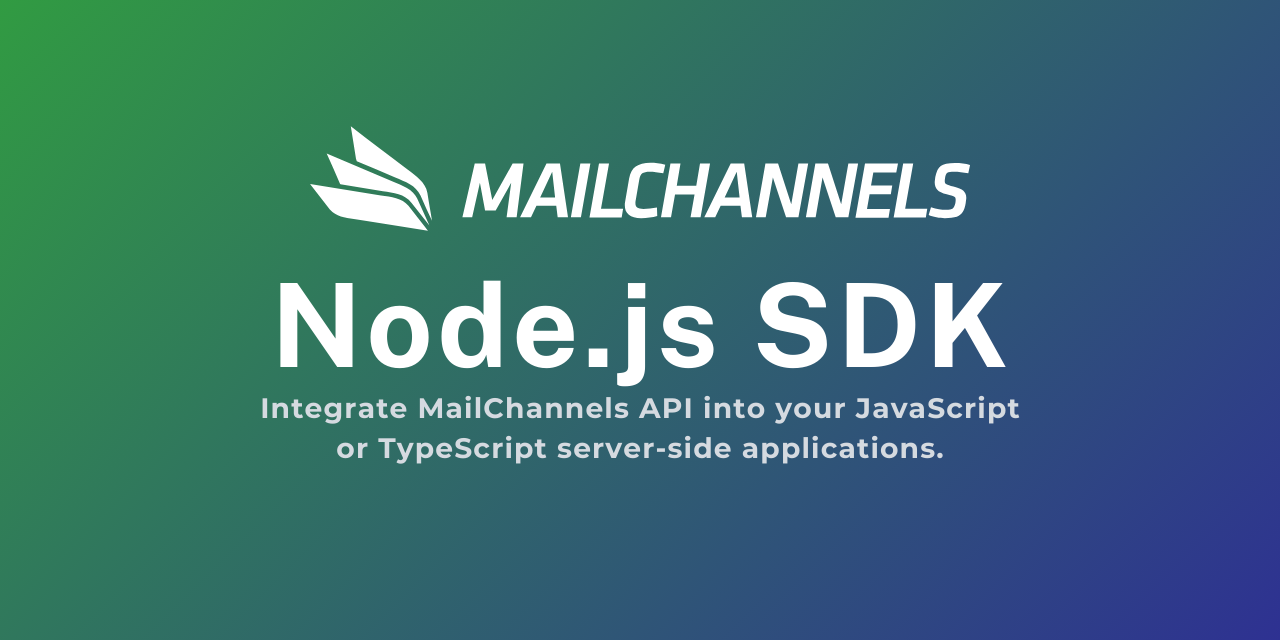 MAILCHANNELS
Node.js SDK
Integrate MailChannels API into your JavaScript
or TypeScript server-side applications.